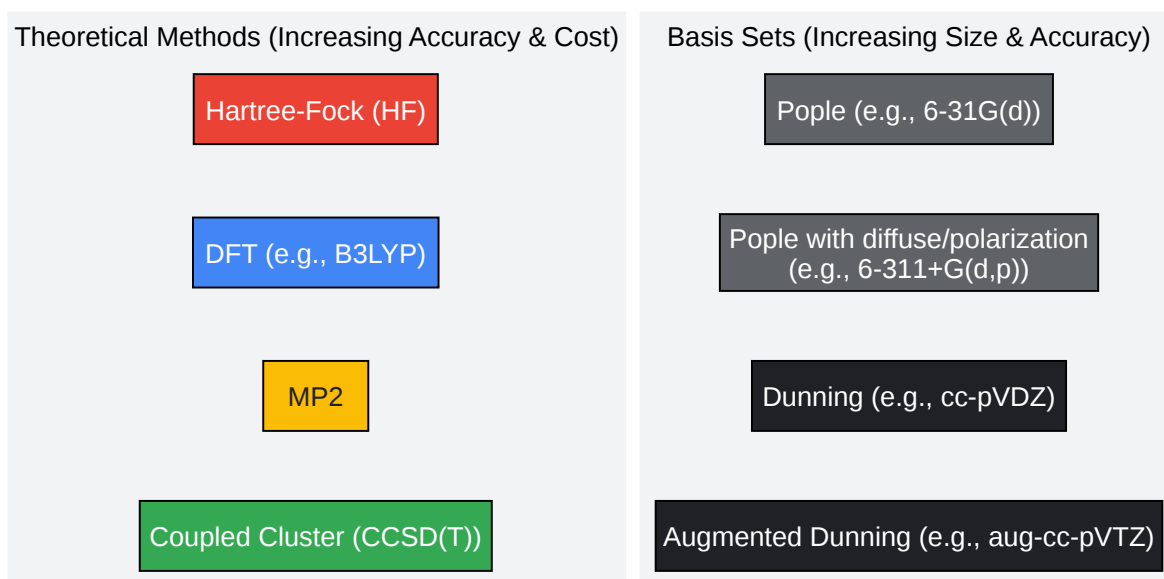 Theoretical Methods (Increasing Accuracy & Cost)
Hartree-Fock (HF)
DFT (e.g., B3LYP)
MP2
Coupled Cluster (CCSD(T))
Basis Sets (Increasing Size & Accuracy)
Pople (e.g., 6-31G(d))
Pople with diffuse/polarization
(e.g., 6-311+G(d,p))
Dunning (e.g., cc-pVDZ)
Augmented Dunning (e.g., aug-cc-pVTZ)